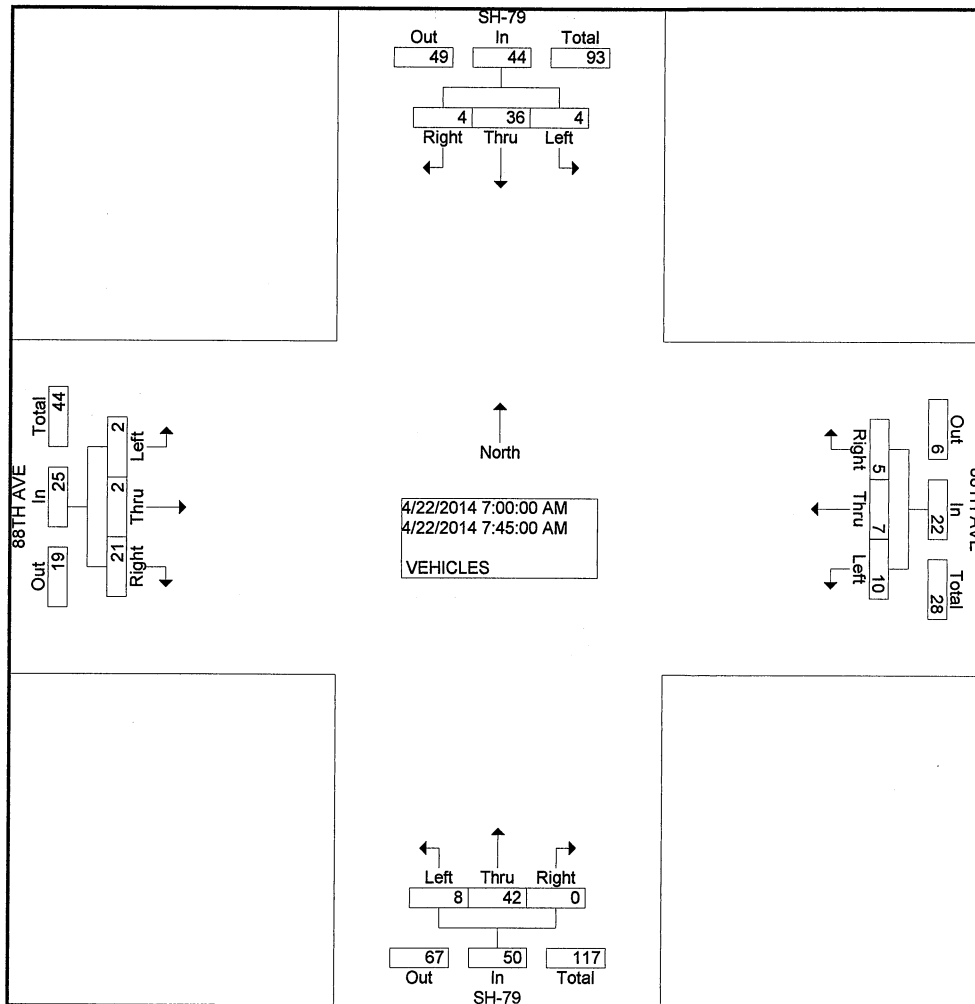 SH-79
Out In Total
49 44 93
4 36 4
Right Thru Left
88TH AVE
Total In Out
44 25 19
2 2 21
Left Thru Right
North
4/22/2014 7:00:00 AM
4/22/2014 7:45:00 AM
VEHICLES
Right Thru Left
5 7 10
Out In Total
6 22 28
AVE
Left Thru Right
8 42 0
67 50 117
Out In Total
SH-79